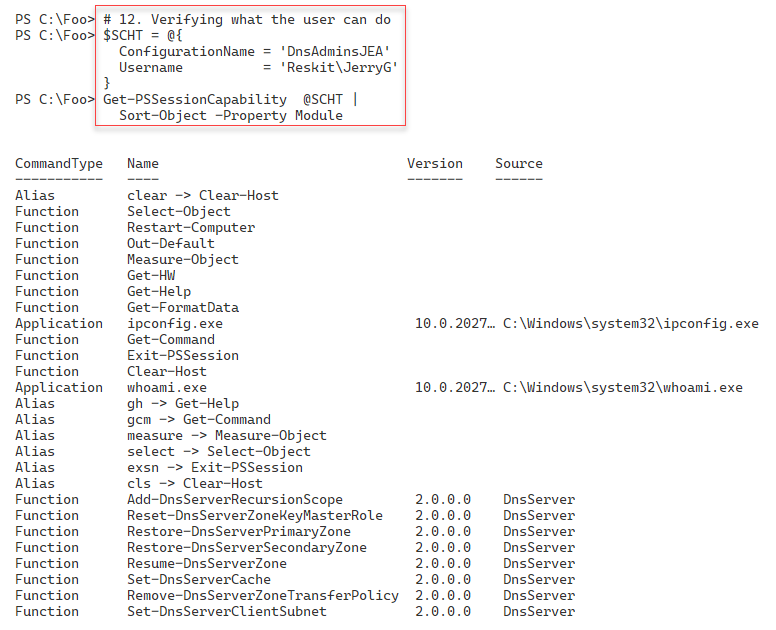 PS C:\Foo> # 12. Verifying what the user can do
PS C:\Foo> $SCHT = @{
  ConfigurationName = 'DnsAdminsJEA'
  Username          = 'Reskit\JerryG'
}
PS C:\Foo> Get-PSSessionCapability  @SCHT |
  Sort-Object -Property Module
CommandType   Name                               Version    Source
-----------   ----                               -------    ------
Alias         clear -> Clear-Host
Function      Select-Object
Function      Restart-Computer
Function      Out-Default
Function      Measure-Object
Function      Get-HW
Function      Get-Help
Function      Get-FormatData
Application   ipconfig.exe                        10.0.2027… C:\Windows\system32\ipconfig.exe
Function      Get-Command
Function      Exit-PSSession
Function      Clear-Host
Application   whoami.exe                          10.0.2027… C:\Windows\system32\whoami.exe
Alias         gh -> Get-Help
Alias         gcm -> Get-Command
Alias         measure -> Measure-Object
Alias         select -> Select-Object
Alias         exsn -> Exit-PSSession
Alias         cls -> Clear-Host
Function      Add-DnsServerRecursionScope         2.0.0.0    DnsServer
Function      Reset-DnsServerZoneKeyMasterRole    2.0.0.0    DnsServer
Function      Restore-DnsServerPrimaryZone        2.0.0.0    DnsServer
Function      Restore-DnsServerSecondaryZone      2.0.0.0    DnsServer
Function      Resume-DnsServerZone                2.0.0.0    DnsServer
Function      Set-DnsServerCache                  2.0.0.0    DnsServer
Function      Remove-DnsServerZoneTransferPolicy  2.0.0.0    DnsServer
Function      Set-DnsServerClientSubnet           2.0.0.0    DnsServer